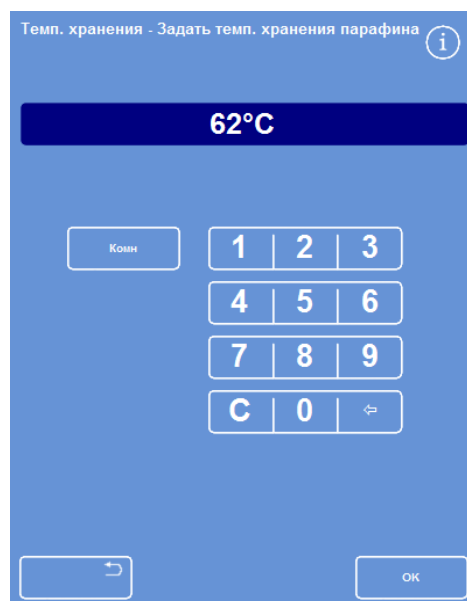 Темп. хранения - Задать темп. хранения парафина
i
62°C
Комн
1 2 3
4 5 6
7 8 9
C 0 ⇦
OK